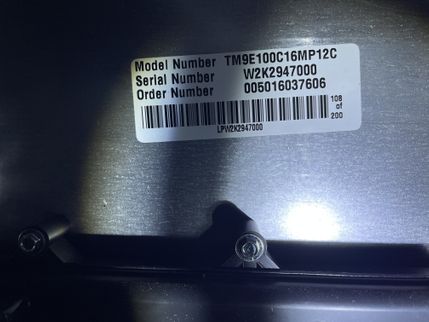 Model Number TM9E100C16MP12C
Serial Number W2K2947000
Order Number 005016037606
108
of
200
LPW2K2947000